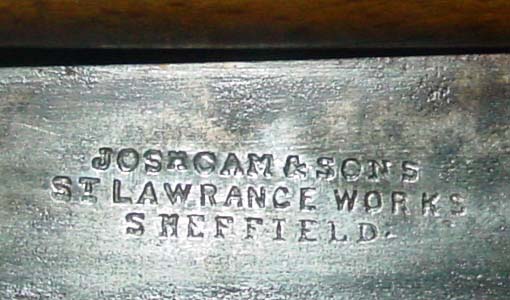 JOSH CAM & SONS
ST LAWRANCE WORKS
SHEFFIELD.